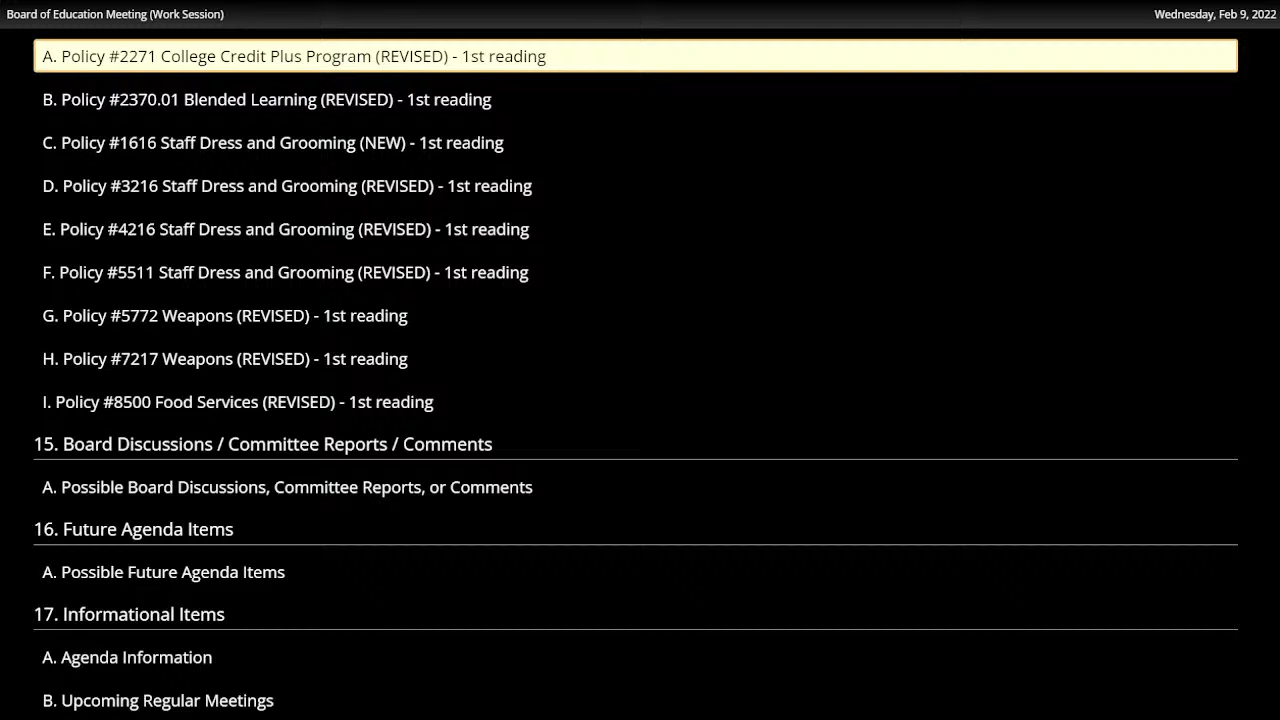 Board of Education Meeting (Work Session)
Wednesday, Feb 9, 2022
A. Policy #2271 College Credit Plus Program (REVISED) - 1st reading
B. Policy #2370.01 Blended Learning (REVISED) - 1st reading
C. Policy #1616 Staff Dress and Grooming (NEW) - 1st reading
D. Policy #3216 Staff Dress and Grooming (REVISED) - 1st reading
E. Policy #4216 Staff Dress and Grooming (REVISED) - 1st reading
F. Policy #5511 Staff Dress and Grooming (REVISED) - 1st reading
G. Policy #5772 Weapons (REVISED) - 1st reading
H. Policy #7217 Weapons (REVISED) - 1st reading
I. Policy #8500 Food Services (REVISED) - 1st reading
15. Board Discussions / Committee Reports / Comments
A. Possible Board Discussions, Committee Reports, or Comments
16. Future Agenda Items
A. Possible Future Agenda Items
17. Informational Items
A. Agenda Information
B. Upcoming Regular Meetings